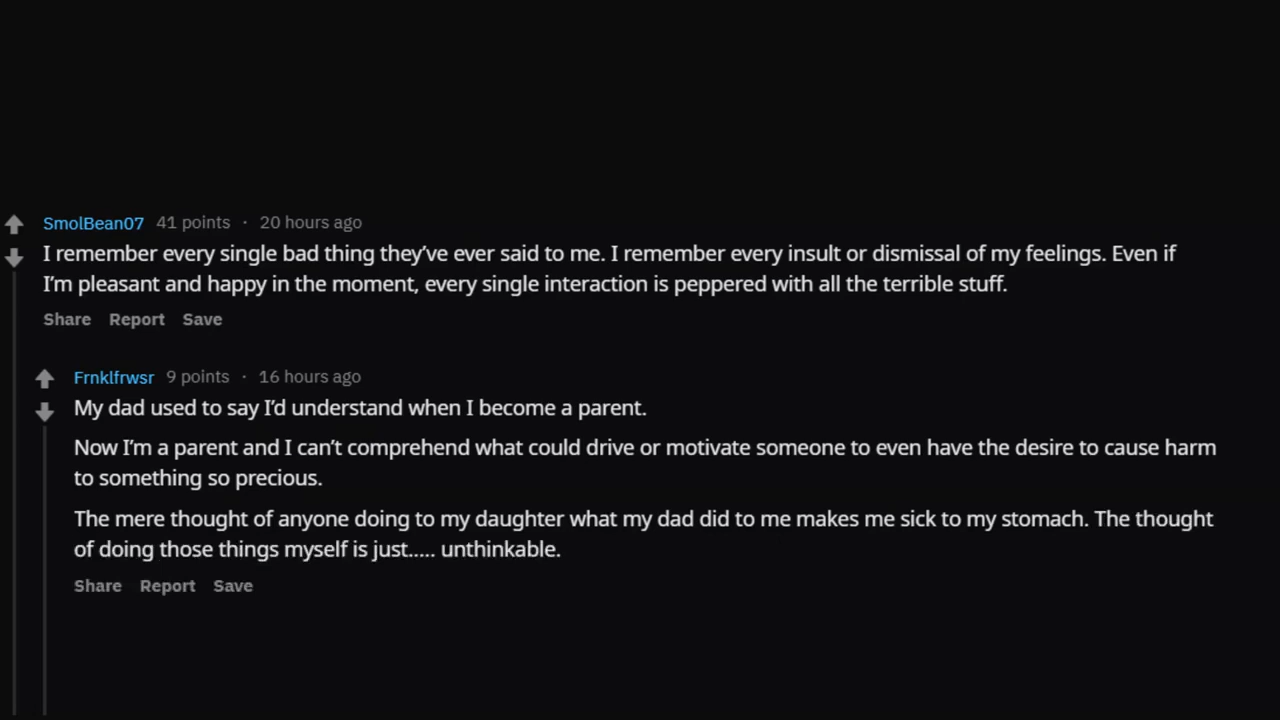 SmolBean07 41 points · 20 hours ago
I remember every single bad thing they’ve ever said to me. I remember every insult or dismissal of my feelings. Even if
I’m pleasant and happy in the moment, every single interaction is peppered with all the terrible stuff.
Share Report Save
Frnklfrwsr 9 points · 16 hours ago
My dad used to say I’d understand when I become a parent.
Now I’m a parent and I can’t comprehend what could drive or motivate someone to even have the desire to cause harm
to something so precious.
The mere thought of anyone doing to my daughter what my dad did to me makes me sick to my stomach. The thought
of doing those things myself is just..... unthinkable.
Share Report Save